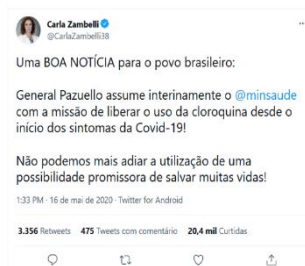 Carla Zambelli
@CarlaZambelli38
Uma BOA NOTÍCIA para o povo brasileiro:
General Pazuello assume interinamente o @minsaude
com a missão de liberar o uso da cloroquina desde o
início dos sintomas da Covid-19!
Não podemos mais adiar a utilização de uma
possibilidade promissora de salvar muitas vidas!
1:33 PM · 16 de mai de 2020 · Twitter for Android
3.356 Retweets 475 Tweets com comentário 20,4 mil Curtidas